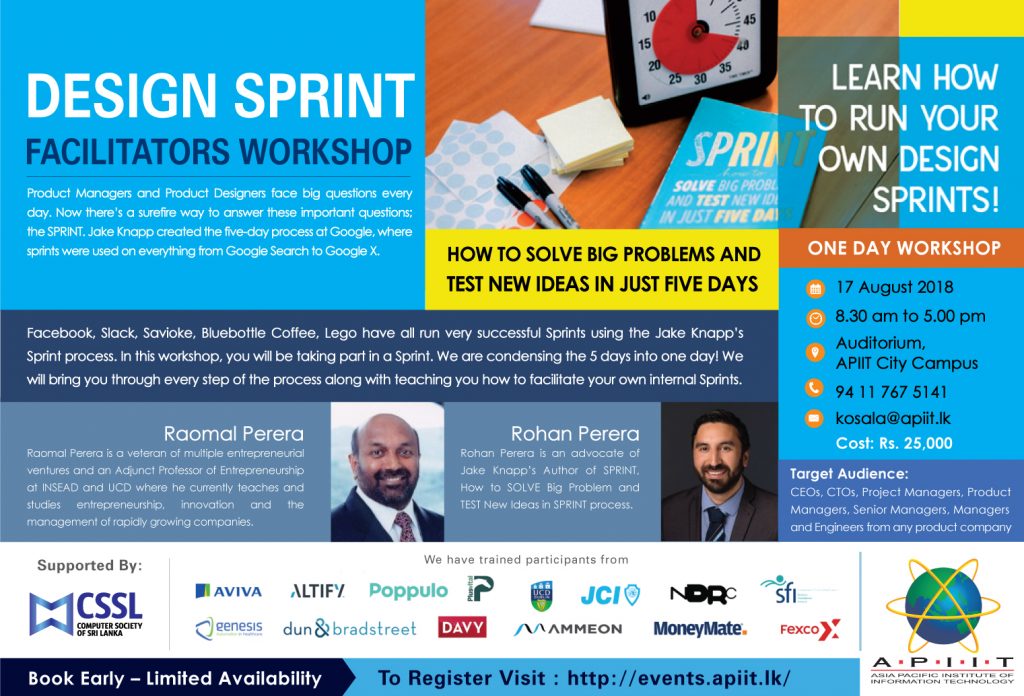 DESIGN SPRINT
FACILITATORS WORKSHOP
Product Managers and Product Designers face big questions every
day. Now there's a surefire way to answer these important questions;
the SPRINT. Jake Knapp created the five-day process at Google, where
sprints were used on everything from Google Search to Google X.
45
40
35
30
25
20
15
10
SPRINT
how to
SOLVE BIG PROBL
AND TEST NEW IDE
IN JUST FIVE DAYS
LEARN HOW
TO RUN YOUR
OWN DESIGN
SPRINTS!
HOW TO SOLVE BIG PROBLEMS AND
TEST NEW IDEAS IN JUST FIVE DAYS
ONE DAY WORKSHOP
17 August 2018
8.30 am to 5.00 pm
Auditorium,
APIIT City Campus
94 11 767 5141
kosala@apiit.lk
Cost: Rs. 25,000
Facebook, Slack, Savioke, Bluebottle Coffee, Lego have all run very successful Sprints using the Jake Knapp's
Sprint process. In this workshop, you will be taking part in a Sprint. We are condensing the 5 days into one day! We
will bring you through every step of the process along with teaching you how to facilitate your own internal Sprints.
Raomal Perera
Raomal Perera is a veteran of multiple entrepreneurial
ventures and an Adjunct Professor of Entrepreneurship
at INSEAD and UCD where he currently teaches and
studies entrepreneurship, innovation and the
management of rapidly growing companies.
Rohan Perera
Rohan Perera is an advocate of
Jake Knapp's Author of SPRINT,
How to SOLVE Big Problem and
TEST New Ideas in SPRINT process.
Target Audience:
CEOs, CTOs, Project Managers, Product
Managers, Senior Managers, Managers
and Engineers from any product company
Supported By:
CSSL
COMPUTER SOCIETY
OF SRI LANKA
We have trained participants from
AVIVA
ALTIFY
Poppulo
Phorvital
UCD
DUBLIN
JCI
NDRC
sfi
genesis
dun & bradstreet
DAVY
AMMEON
MoneyMate
FEXCO
A·P·I·I·T
ASIA PACIFIC INSTITUTE OF
INFORMATION TECHNOLOGY
Book Early – Limited Availability
To Register Visit : http://events.apiit.lk/